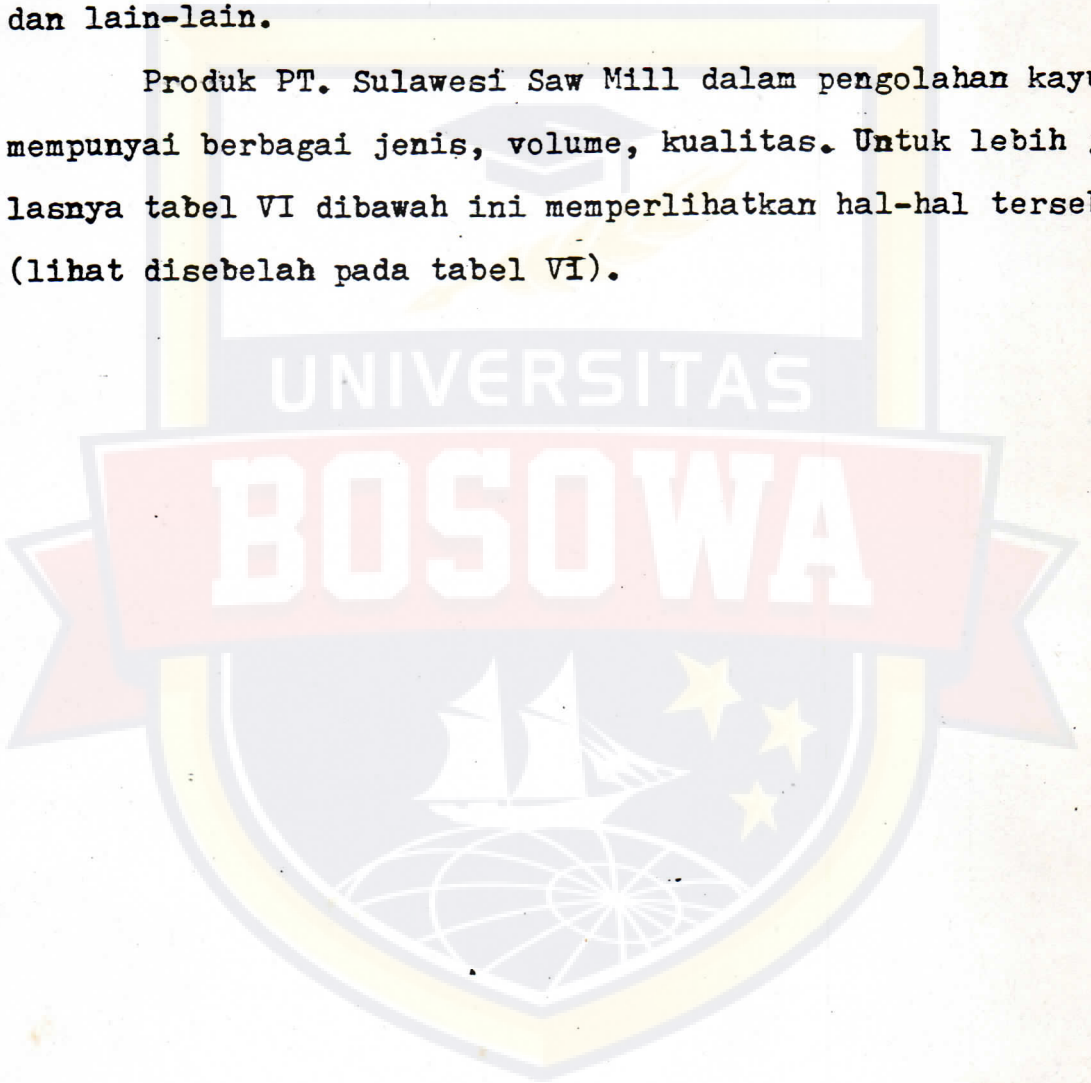 dan lain-lain.
Produk PT. Sulawesi Saw Mill dalam pengolahan
mempunyai berbagai jenis, volume, kualitas. Untuk lebih
lasnya tabel VI dibawah ini memperlihatkan hal-hal
(lihat disebelah pada tabel VI).
UNIVERSITAS
BOSOWA